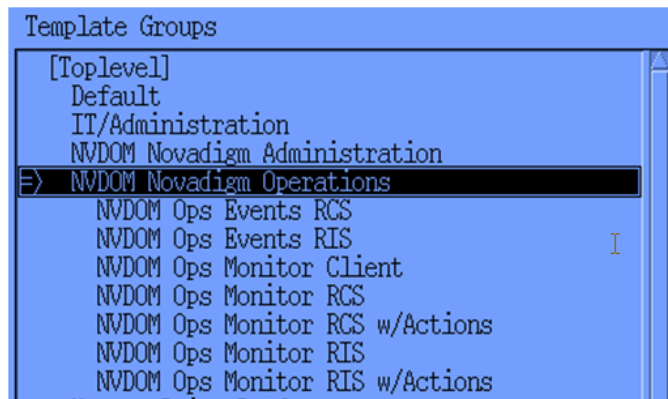 Template Groups
[Toplevel]
Default
IT/Administration
NVDOM Novadigm Administration
=> NVDOM Novadigm Operations
NVDOM Ops Events RCS
NVDOM Ops Events RIS
NVDOM Ops Monitor Client
NVDOM Ops Monitor RCS
NVDOM Ops Monitor RCS w/Actions
NVDOM Ops Monitor RIS
NVDOM Ops Monitor RIS w/Actions